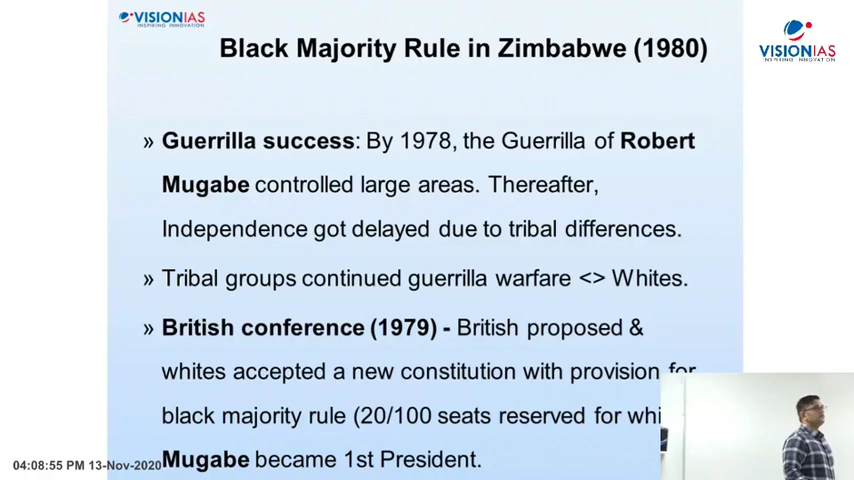 VISIONIAS
INSPIRING INNOVATION
VISIONIAS
INSPIRING INNOVATION
Black Majority Rule in Zimbabwe (1980)
» Guerrilla success: By 1978, the Guerrilla of Robert
Mugabe controlled large areas. Thereafter,
Independence got delayed due to tribal differences.
» Tribal groups continued guerrilla warfare <> Whites.
» British conference (1979) - British proposed &
whites accepted a new constitution with provision for
black majority rule (20/100 seats reserved for
Mugabe became 1st President.
04:08:55 PM 13-Nov-2020